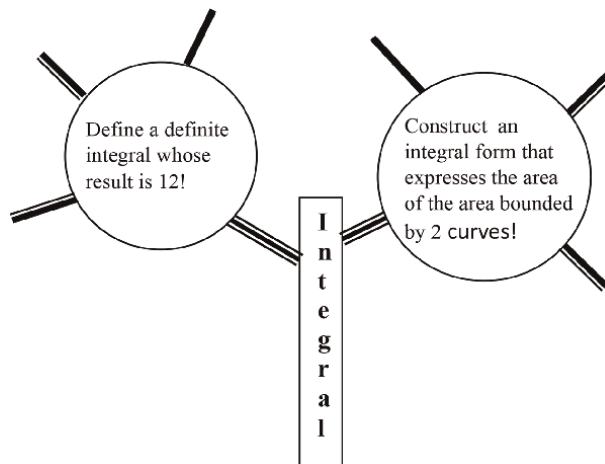 Define a definite
integral whose
result is 12!
Construct an
integral form that
expresses the area
of the area bounded
by 2 curves!
Integral